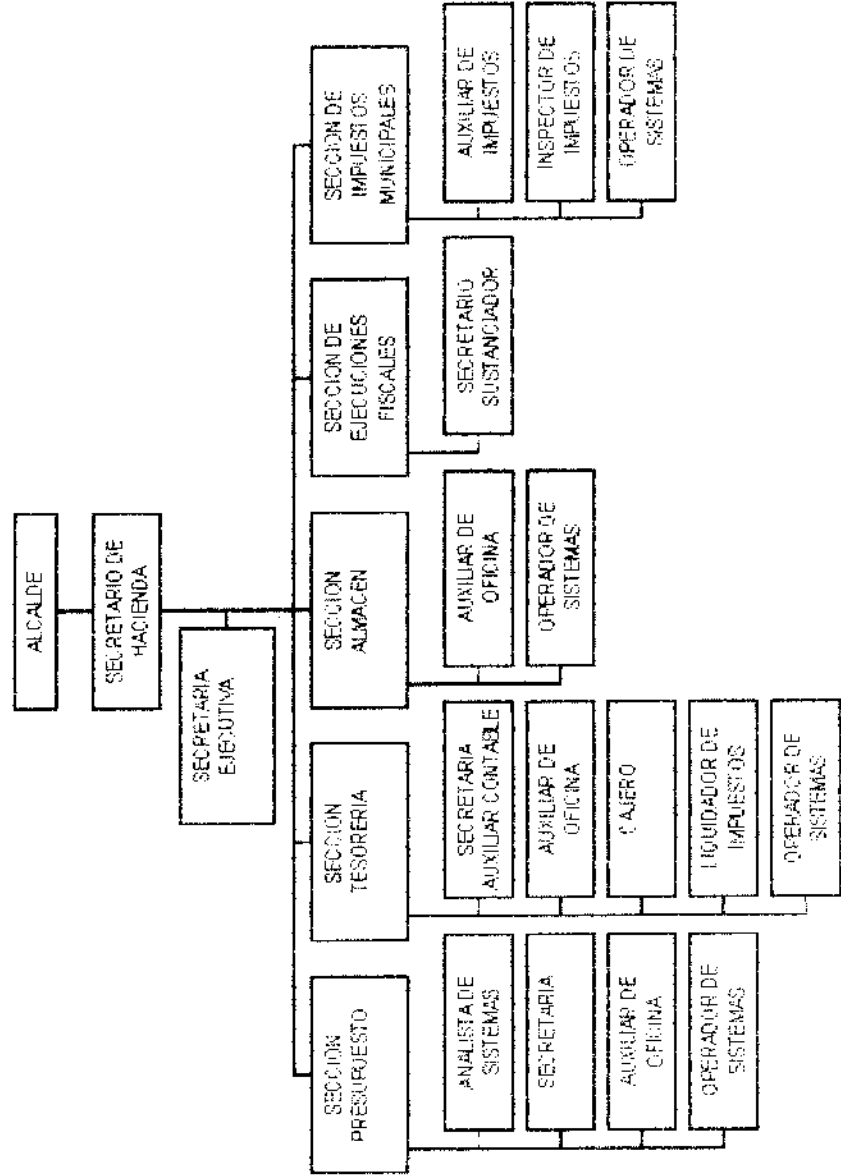 ALCALDE
SECRETARIO DE
HACIENDA
SECRETARIA
EJECUTIVA
SECCION
PRESUPUESTO
ANALISTA DE
SISTEMAS
SECRETARIA
AUXILIAR DE
OFICINA
OPERADOR DE
SISTEMAS
SECCION
TESORERIA
SECRETARIA
AUXILIAR CONTABLE
AUXILIAR DE
OFICINA
CAJERO
LIQUIDADOR DE
IMPUESTOS
OPERADOR DE
SISTEMAS
SECCION
ALMACEN
AUXILIAR DE
OFICINA
OPERADOR DE
SISTEMAS
SECCION DE
EJECUCIONES
FISCALES
SECRETARIO
SUSTANCIADOR
SECCION DE
IMPUESTOS
MUNICIPALES
AUXILIAR DE
IMPUESTOS
INSPECTOR DE
IMPUESTOS
OPERADOR DE
SISTEMAS